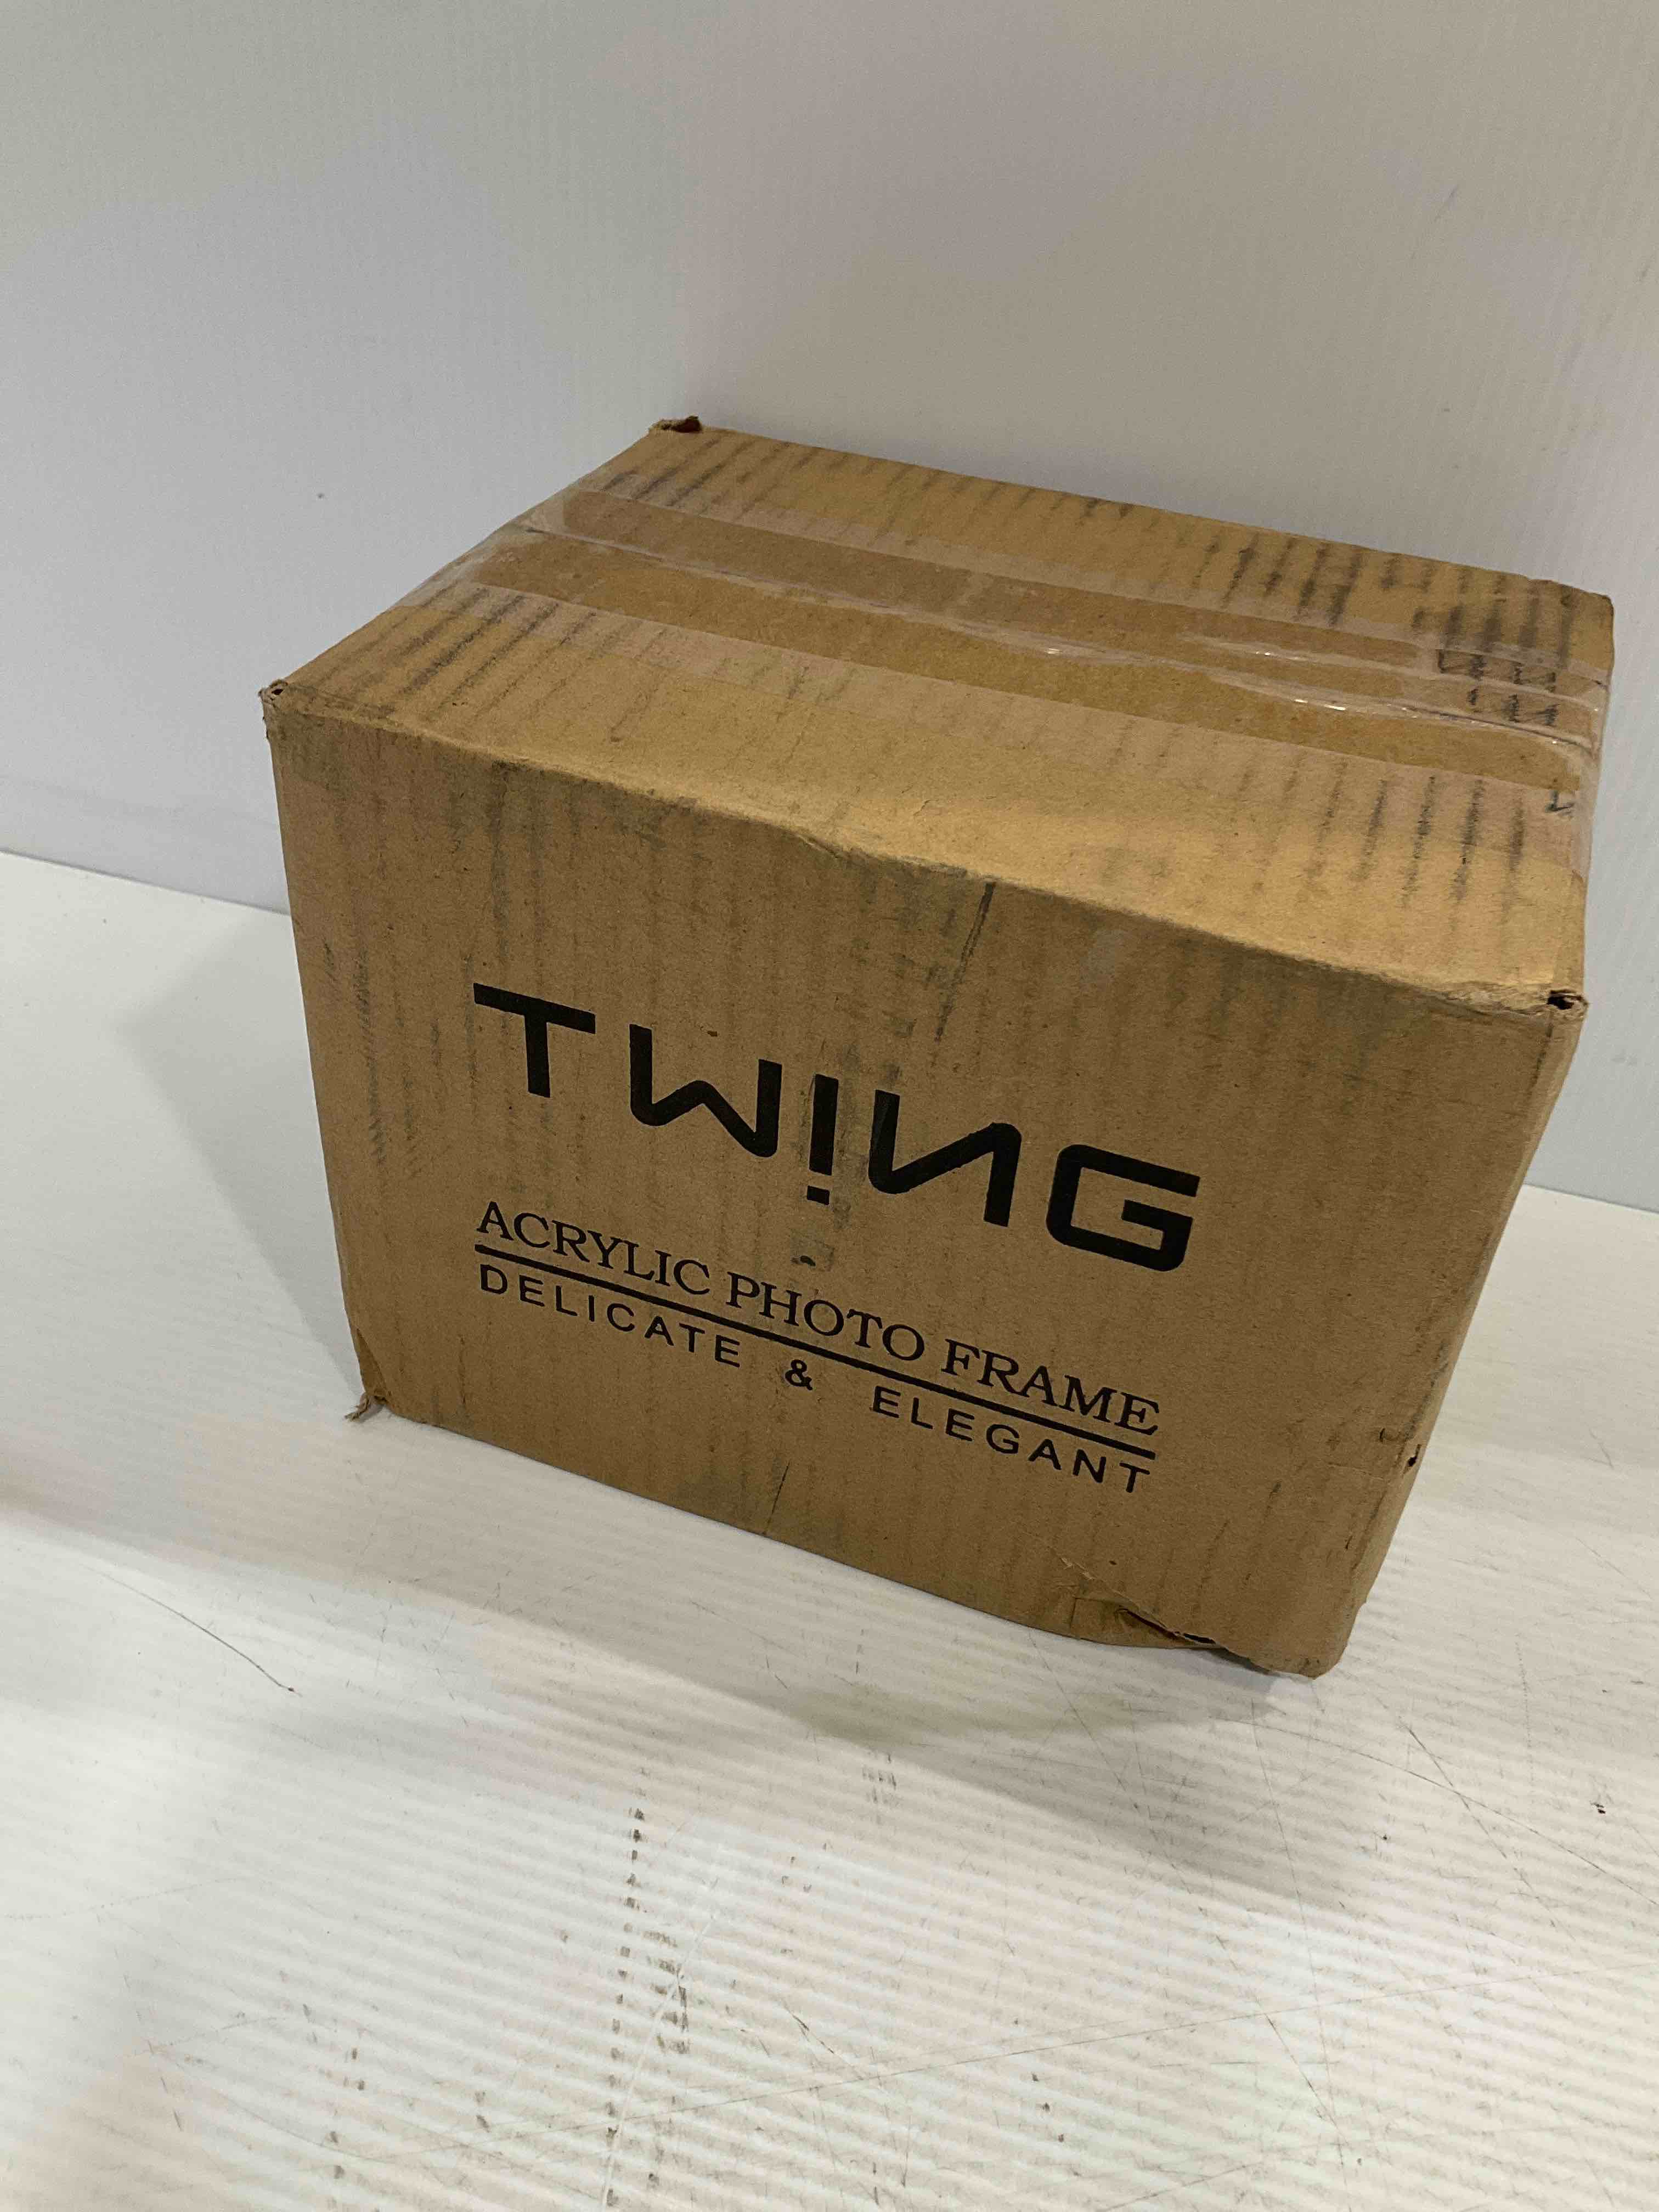 TWiNG
ACRYLIC PHOTO FRAME
DELICATE & ELEGANT